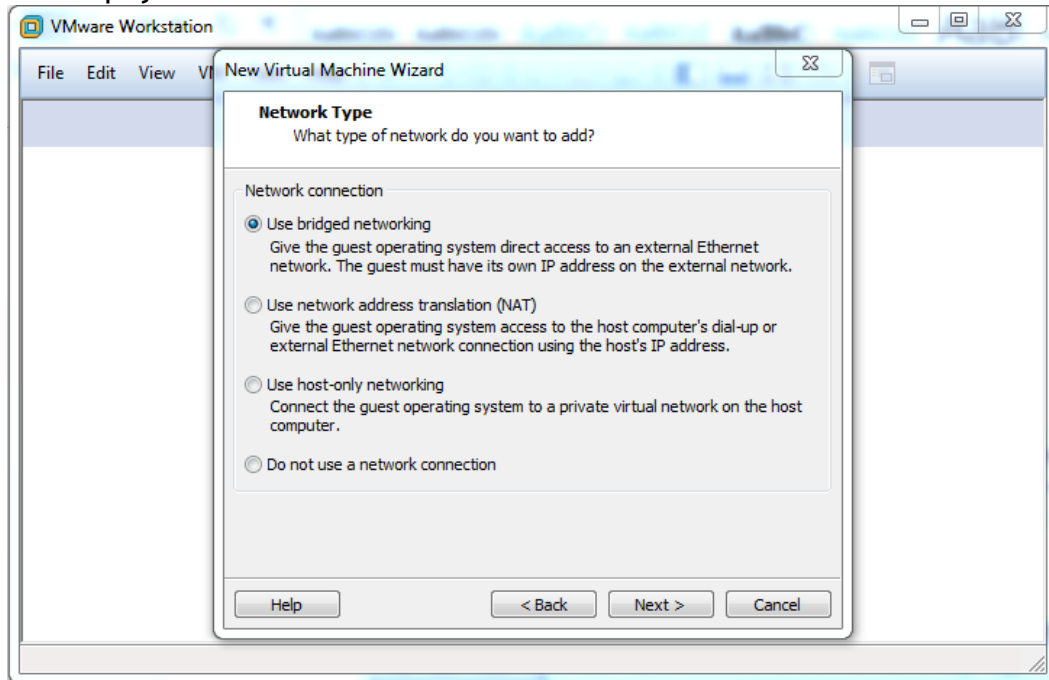 VMware Workstation
File Edit View
New Virtual Machine Wizard
Network Type
What type of network do you want to add?
Network connection
Use bridged networking
Give the guest operating system direct access to an external Ethernet
network. The guest must have its own IP address on the external network.
Use network address translation (NAT)
Give the guest operating system access to the host computer's dial-up or
external Ethernet network connection using the host's IP address.
Use host-only networking
Connect the guest operating system to a private virtual network on the host
computer.
Do not use a network connection
Help < Back Next > Cancel